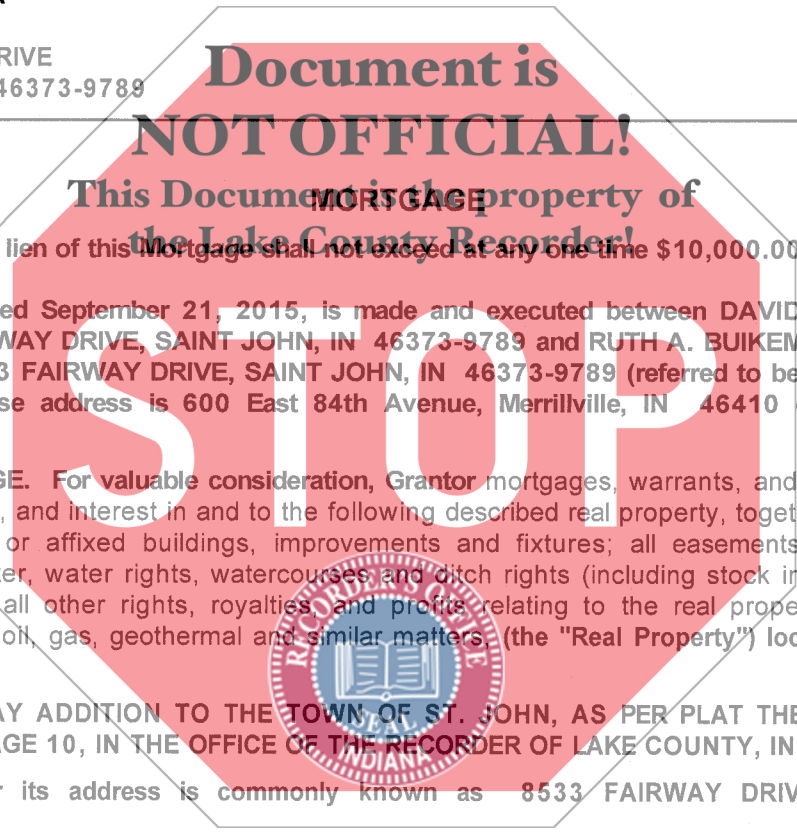 RIVE
46373-9789
Document is
NOT OFFICIAL!
This Document is the property of
the Lake County Recorder!
MORTGAGE
lien of this Mortgage shall not exceed at any one time $10,000.00
ed September 21, 2015, is made and executed between DAVID
WAY DRIVE, SAINT JOHN, IN 46373-9789 and RUTH A. BUIKEM
3 FAIRWAY DRIVE, SAINT JOHN, IN 46373-9789 (referred to be
se address is 600 East 84th Avenue, Merrillville, IN 46410
STOP
GE. For valuable consideration, Grantor mortgages, warrants, and
, and interest in and to the following described real property, toget
or affixed buildings, improvements and fixtures; all easements
er, water rights, watercourses and ditch rights (including stock in
all other rights, royalties, and profits relating to the real prope
oil, gas, geothermal and similar matters, (the "Real Property") loc
RECORDER'S OFFICE
SEAL
INDIANA
AY ADDITION TO THE TOWN OF ST. JOHN, AS PER PLAT THE
AGE 10, IN THE OFFICE OF THE RECORDER OF LAKE COUNTY, IN
r its address is commonly known as 8533 FAIRWAY DRIV